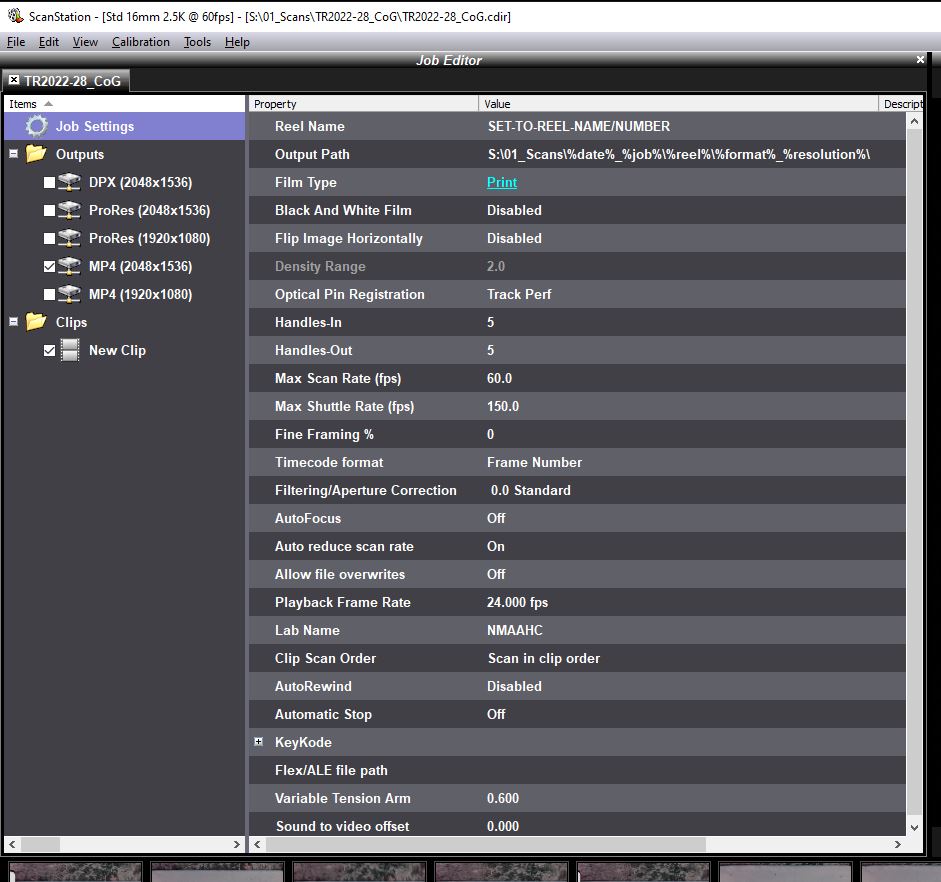 ScanStation - [Std 16mm 2.5K @ 60fps] - [S:\01_Scans\TR2022-28_CoG\TR2022-28_CoG.cdir]
File Edit View Calibration Tools Help
Job Editor
TR2022-28_CoG
Items
Job Settings
Outputs
DPX (2048x1536)
ProRes (2048x1536)
ProRes (1920x1080)
MP4 (2048x1536)
MP4 (1920x1080)
Clips
New Clip
Property Value Descript
Reel Name SET-TO-REEL-NAME/NUMBER
Output Path S:\01_Scans\%date%_%job%\%reel%\%format%_%resolution%\
Film Type Print
Black And White Film Disabled
Flip Image Horizontally Disabled
Density Range 2.0
Optical Pin Registration Track Perf
Handles-In 5
Handles-Out 5
Max Scan Rate (fps) 60.0
Max Shuttle Rate (fps) 150.0
Fine Framing % 0
Timecode format Frame Number
Filtering/Aperture Correction 0.0 Standard
AutoFocus Off
Auto reduce scan rate On
Allow file overwrites Off
Playback Frame Rate 24.000 fps
Lab Name NMAAHC
Clip Scan Order Scan in clip order
AutoRewind Disabled
Automatic Stop Off
KeyKode
Flex/ALE file path
Variable Tension Arm 0.600
Sound to video offset 0.000